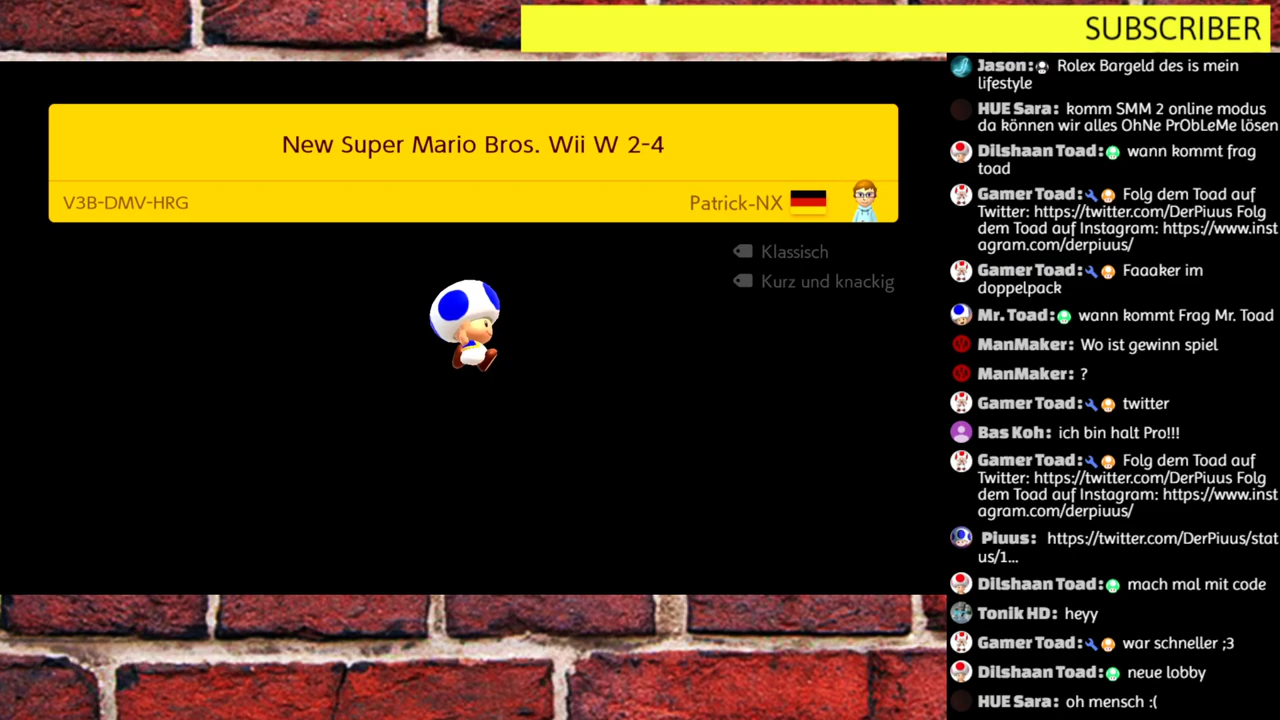 SUBSCRIBER
New Super Mario Bros. Wii W 2-4
V3B-DMV-HRG
Patrick-NX
Klassisch
Kurz und knackig
Jason: Rolex Bargeld des is mein
lifestyle
HUE Sara: komm SMM 2 online modus
da können wir alles OhNe PrObLeMe lösen
Dilshaan Toad: wann kommt frag
toad
Gamer Toad: Folg dem Toad auf
Twitter: https://twitter.com/DerPiuus Folg
dem Toad auf Instagram: https://www.inst
agram.com/derpiuus/
Gamer Toad: Faaaker im
doppelpack
Mr. Toad: wann kommt Frag Mr. Toad
ManMaker: Wo ist gewinn spiel
ManMaker: ?
Gamer Toad: twitter
Bas Koh: ich bin halt Pro!!!
Gamer Toad: Folg dem Toad auf
Twitter: https://twitter.com/DerPiuus Folg
dem Toad auf Instagram: https://www.inst
agram.com/derpiuus/
Piuus: https://twitter.com/DerPiuus/stat
us/1...
Dilshaan Toad: mach mal mit code
Tonik HD: heyy
Gamer Toad: war schneller ;3
Dilshaan Toad: neue lobby
HUE Sara: oh mensch :(